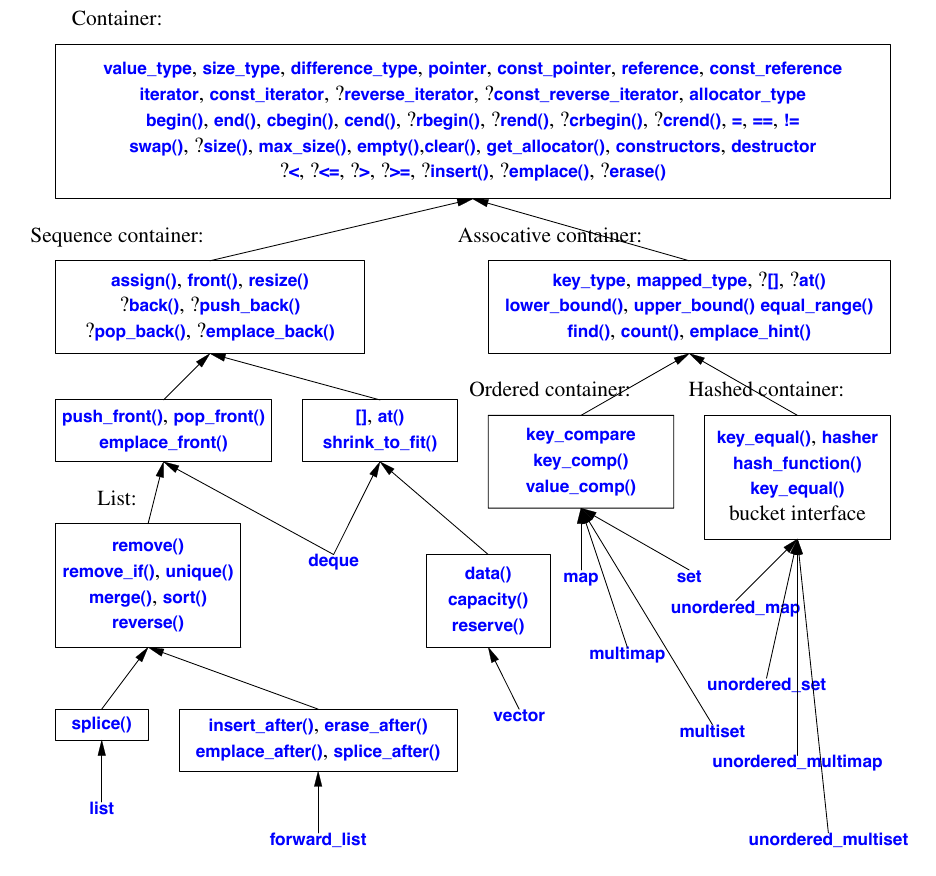 Container:
value_type, size_type, difference_type, pointer, const_pointer, reference, const_reference
iterator, const_iterator, ?reverse_iterator, ?const_reverse_iterator, allocator_type
begin(), end(), cbegin(), cend(), ?rbegin(), ?rend(), ?crbegin(), ?crend(), =, ==, !=
swap(), ?size(), max_size(), empty(),clear(), get_allocator(), constructors, destructor
?<, ?<=, ?>, ?>=, ?insert(), ?emplace(), ?erase()
Sequence container:
assign(), front(), resize()
?back(), ?push_back()
?pop_back(), ?emplace_back()
Assocative container:
key_type, mapped_type, ?[], ?at()
lower_bound(), upper_bound() equal_range()
find(), count(), emplace_hint()
push_front(), pop_front()
emplace_front()
[], at()
shrink_to_fit()
Ordered container:
key_compare
key_comp()
value_comp()
Hashed container:
key_equal(), hasher
hash_function()
key_equal()
bucket interface
List:
remove()
remove_if(), unique()
merge(), sort()
reverse()
deque
data()
capacity()
reserve()
map
set
unordered_map
multimap
unordered_set
vector
multiset
unordered_multimap
splice()
insert_after(), erase_after()
emplace_after(), splice_after()
list
forward_list
unordered_multiset